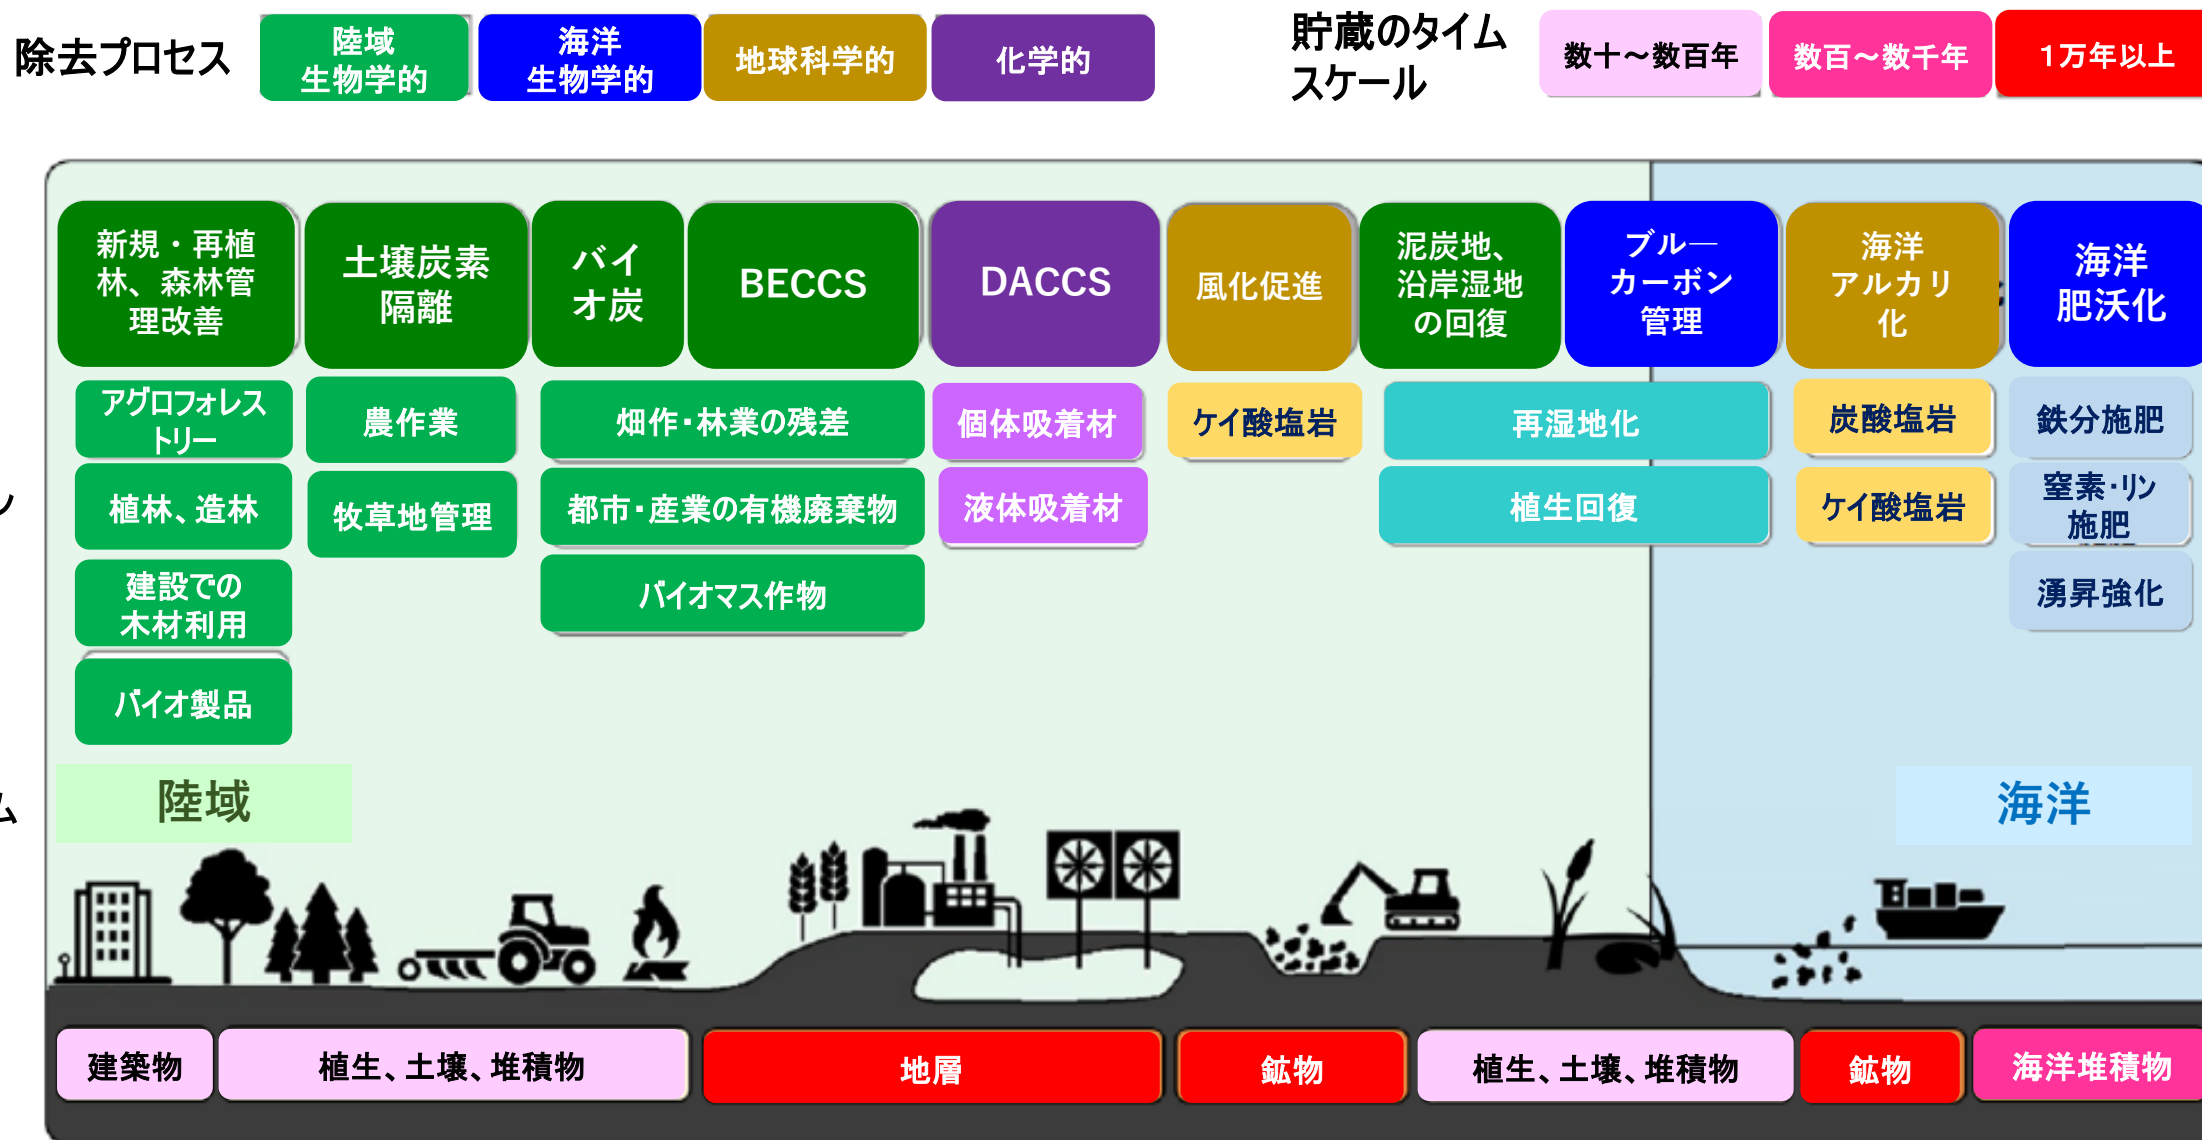 除去プロセス
陸域
生物学的
海洋
生物学的
地球科学的
化学的
貯蔵のタイム
スケール
数十～数百年
数百～数千年
1万年以上
新規・再植
林、森林管
理改善
土壌炭素
隔離
バイ
オ炭
BECCS
DACCS
風化促進
泥炭地、
沿岸湿地
の回復
ブルー
カーボン
管理
海洋
アルカリ
化
海洋
肥沃化
アグロフォレス
トリー
植林、造林
建設での
木材利用
バイオ製品
農作業
牧草地管理
畑作・林業の残差
都市・産業の有機廃棄物
バイオマス作物
個体吸着材
液体吸着材
ケイ酸塩岩
再湿地化
植生回復
炭酸塩岩
ケイ酸塩岩
鉄分施肥
窒素・リン
施肥
湧昇強化
ン
ム
陸域
海洋
建築物
植生、土壌、堆積物
地層
鉱物
植生、土壌、堆積物
鉱物
海洋堆積物